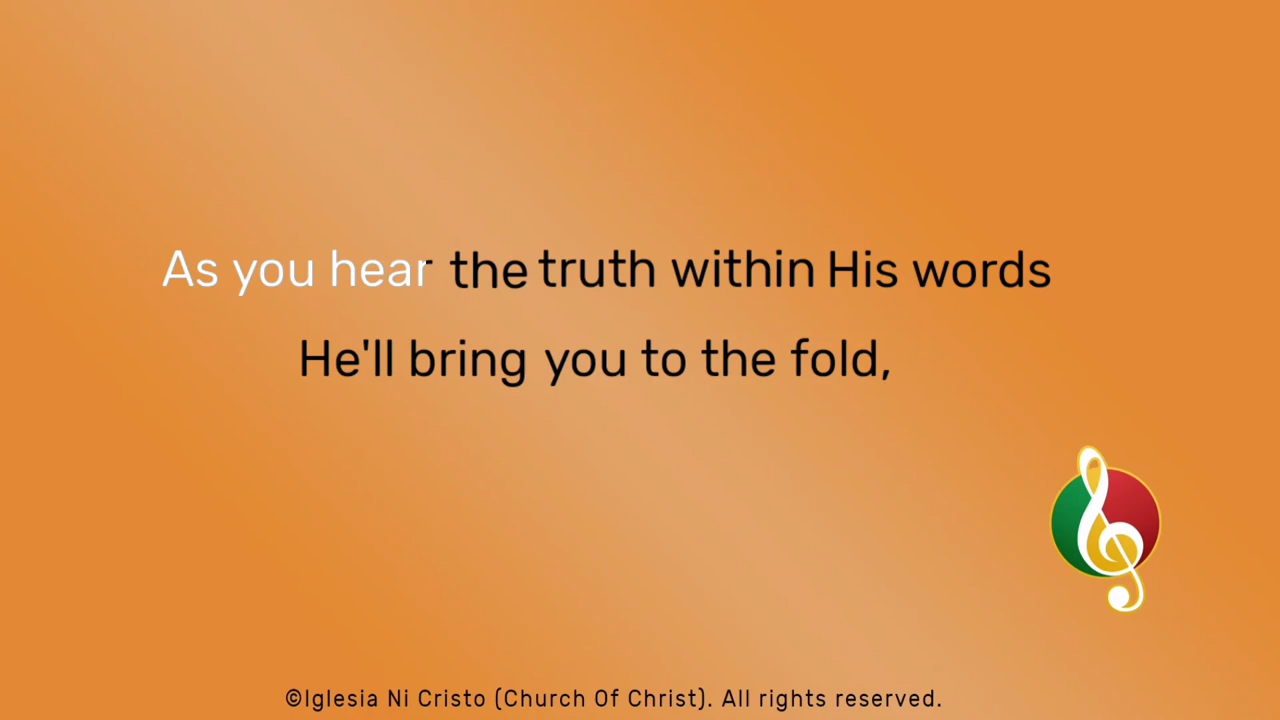 As you hear the truth within His words
He'll bring you to the fold,
©Iglesia Ni Cristo (Church Of Christ). All rights reserved.